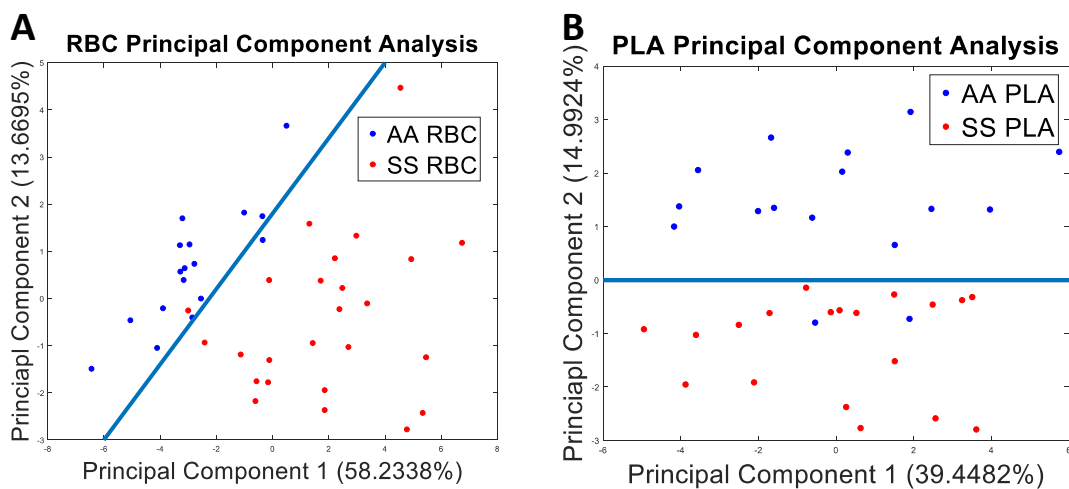 A
RBC Principal Component Analysis
Princiapl Component 2 (13.6695%)
5
4
3
2
1
0
-1
-2
-3
AA RBC
SS RBC
-8
-6
-4
-2
0
2
4
6
8
Principal Component 1 (58.2338%)
B
PLA Principal Component Analysis
Princiapl Component 2 (14.9924%)
4
3
2
1
0
-1
-2
-3
AA PLA
SS PLA
-6
-4
-2
0
2
4
6
Principal Component 1 (39.4482%)